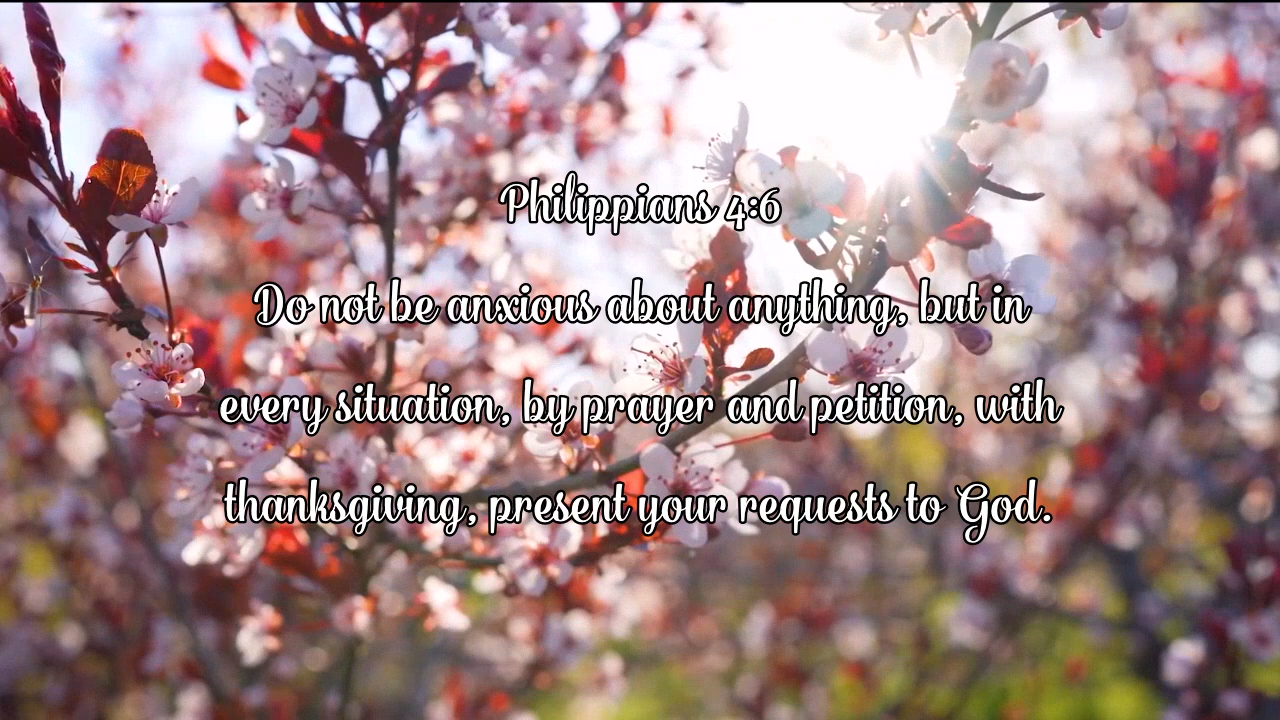 Philippians 4:6
Do not be anxious about anything, but in
every situation, by prayer and petition, with
thanksgiving, present your requests to God.